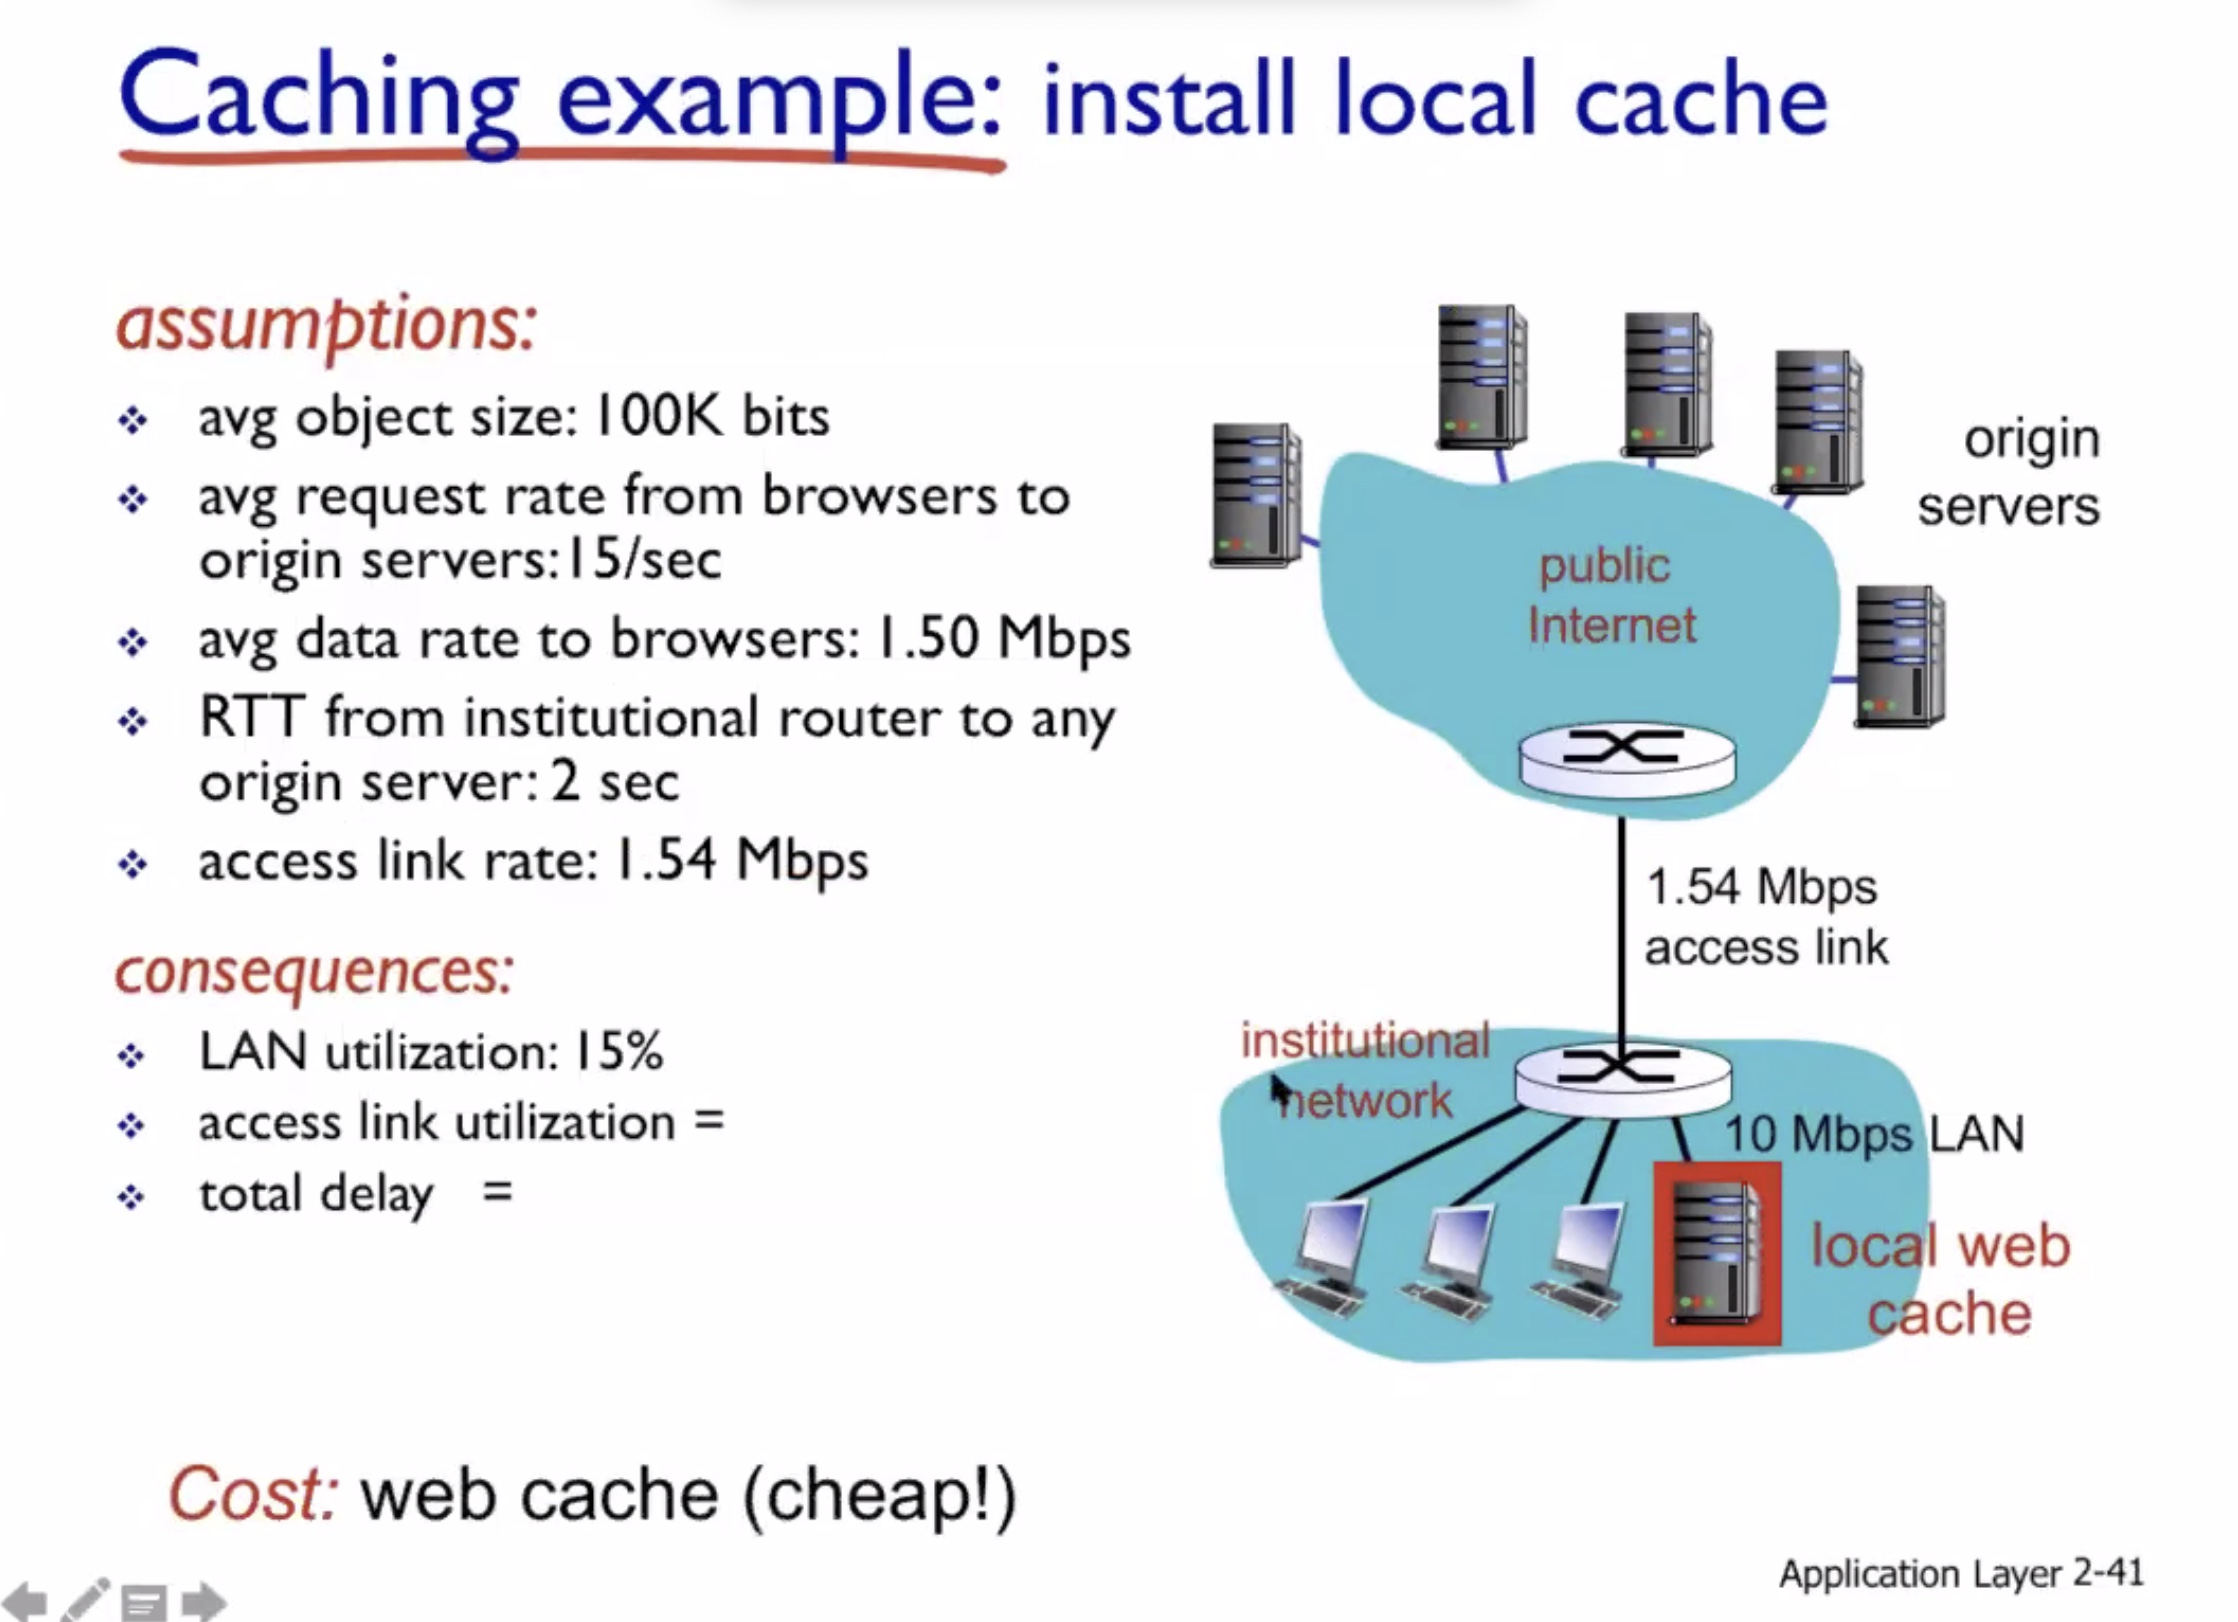 Caching example: install local cache
assumptions:
avg object size: 100K bits
avg request rate from browsers to
origin servers:15/sec
avg data rate to browsers: 1.50 Mbps
RTT from institutional router to any
origin server: 2 sec
access link rate: 1.54 Mbps
consequences:
LAN utilization: 15%
access link utilization =
total delay =
Cost: web cache (cheap!)
origin
servers
public
Internet
1.54 Mbps
access link
institutional
network
10 Mbps LAN
local web
cache
Application Layer 2-41